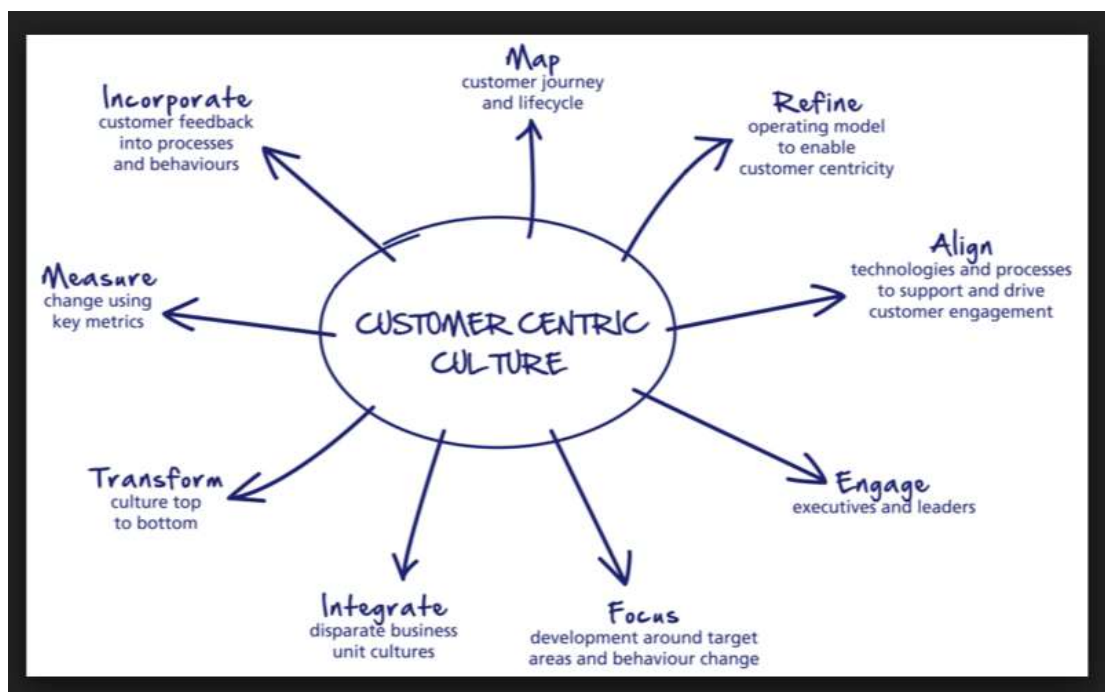 Map
customer journey
and lifecycle
Refine
operating model
to enable
customer centricity
Align
technologies and processes
to support and drive
customer engagement
Engage
executives and leaders
Focus
development around target
areas and behaviour change
Integrate
disparate business
unit cultures
Transform
culture top
to bottom
Measure
change using
key metrics
Incorporate
customer feedback
into processes
and behaviours
CUSTOMER CENTRIC
CULTURE